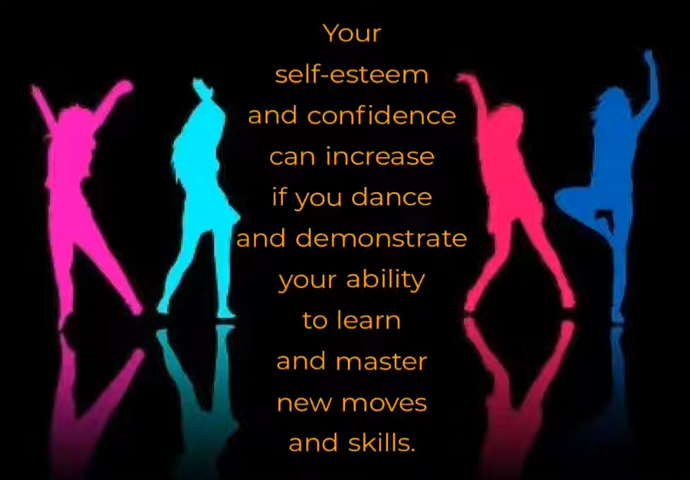 Your
self-esteem
and confidence
can increase
if you dance
and demonstrate
your ability
to learn
and master
new moves
and skills.